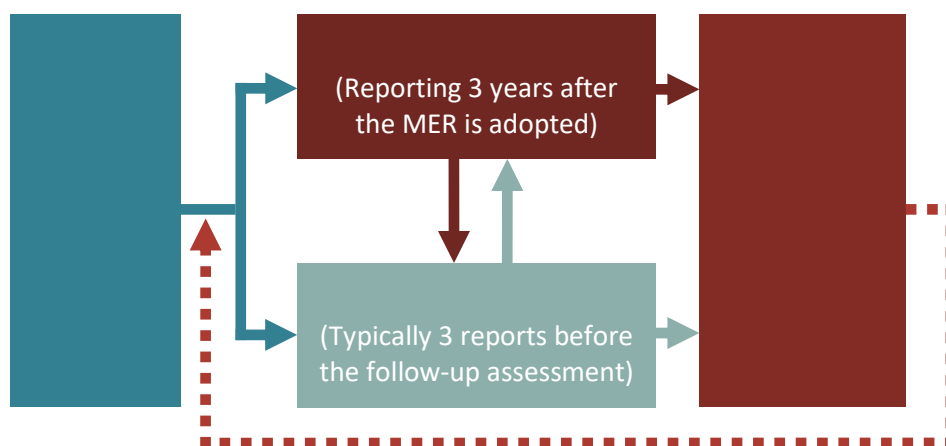 (Reporting 3 years after
the MER is adopted)
(Typically 3 reports before
the follow-up assessment)